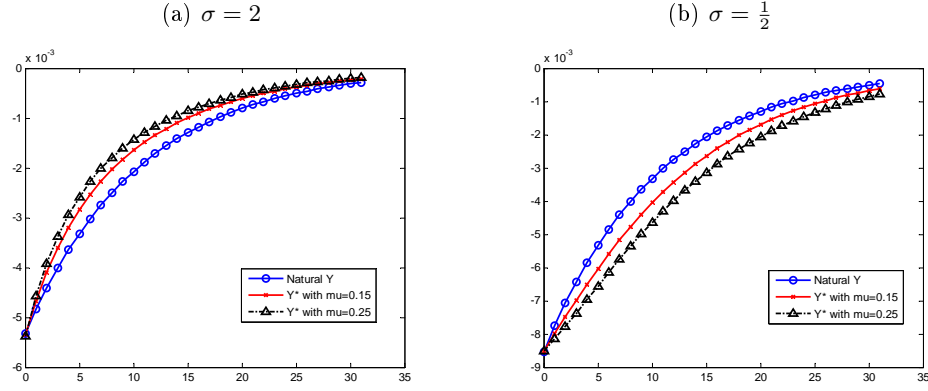 (a) σ = 2
x 10⁻³
0
-1
-2
-3
-4
-5
-6
0 5 10 15 20 25 30 35
Natural Y
Y* with mu=0.15
Y* with mu=0.25
(b) σ = 1/2
x 10⁻³
0
-1
-2
-3
-4
-5
-6
-7
-8
-9
0 5 10 15 20 25 30 35
Natural Y
Y* with mu=0.15
Y* with mu=0.25